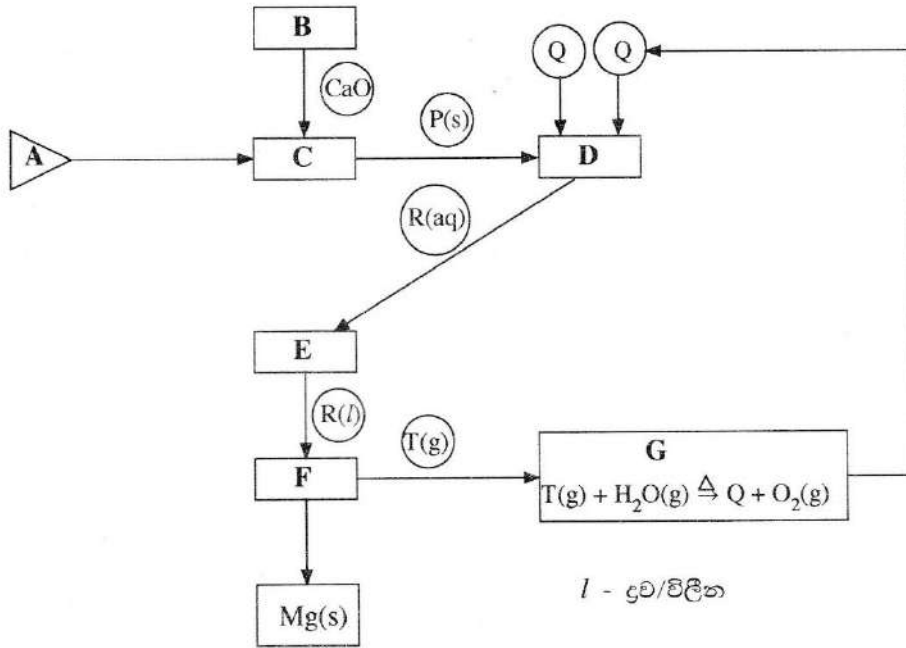 B
Q Q
CaO
P(s)
A
C
D
R(aq)
E
R(l)
T(g)
F
G
T(g) + H₂O(g) →Δ Q + O₂(g)
Mg(s)
l - ද්‍රව/විලීන